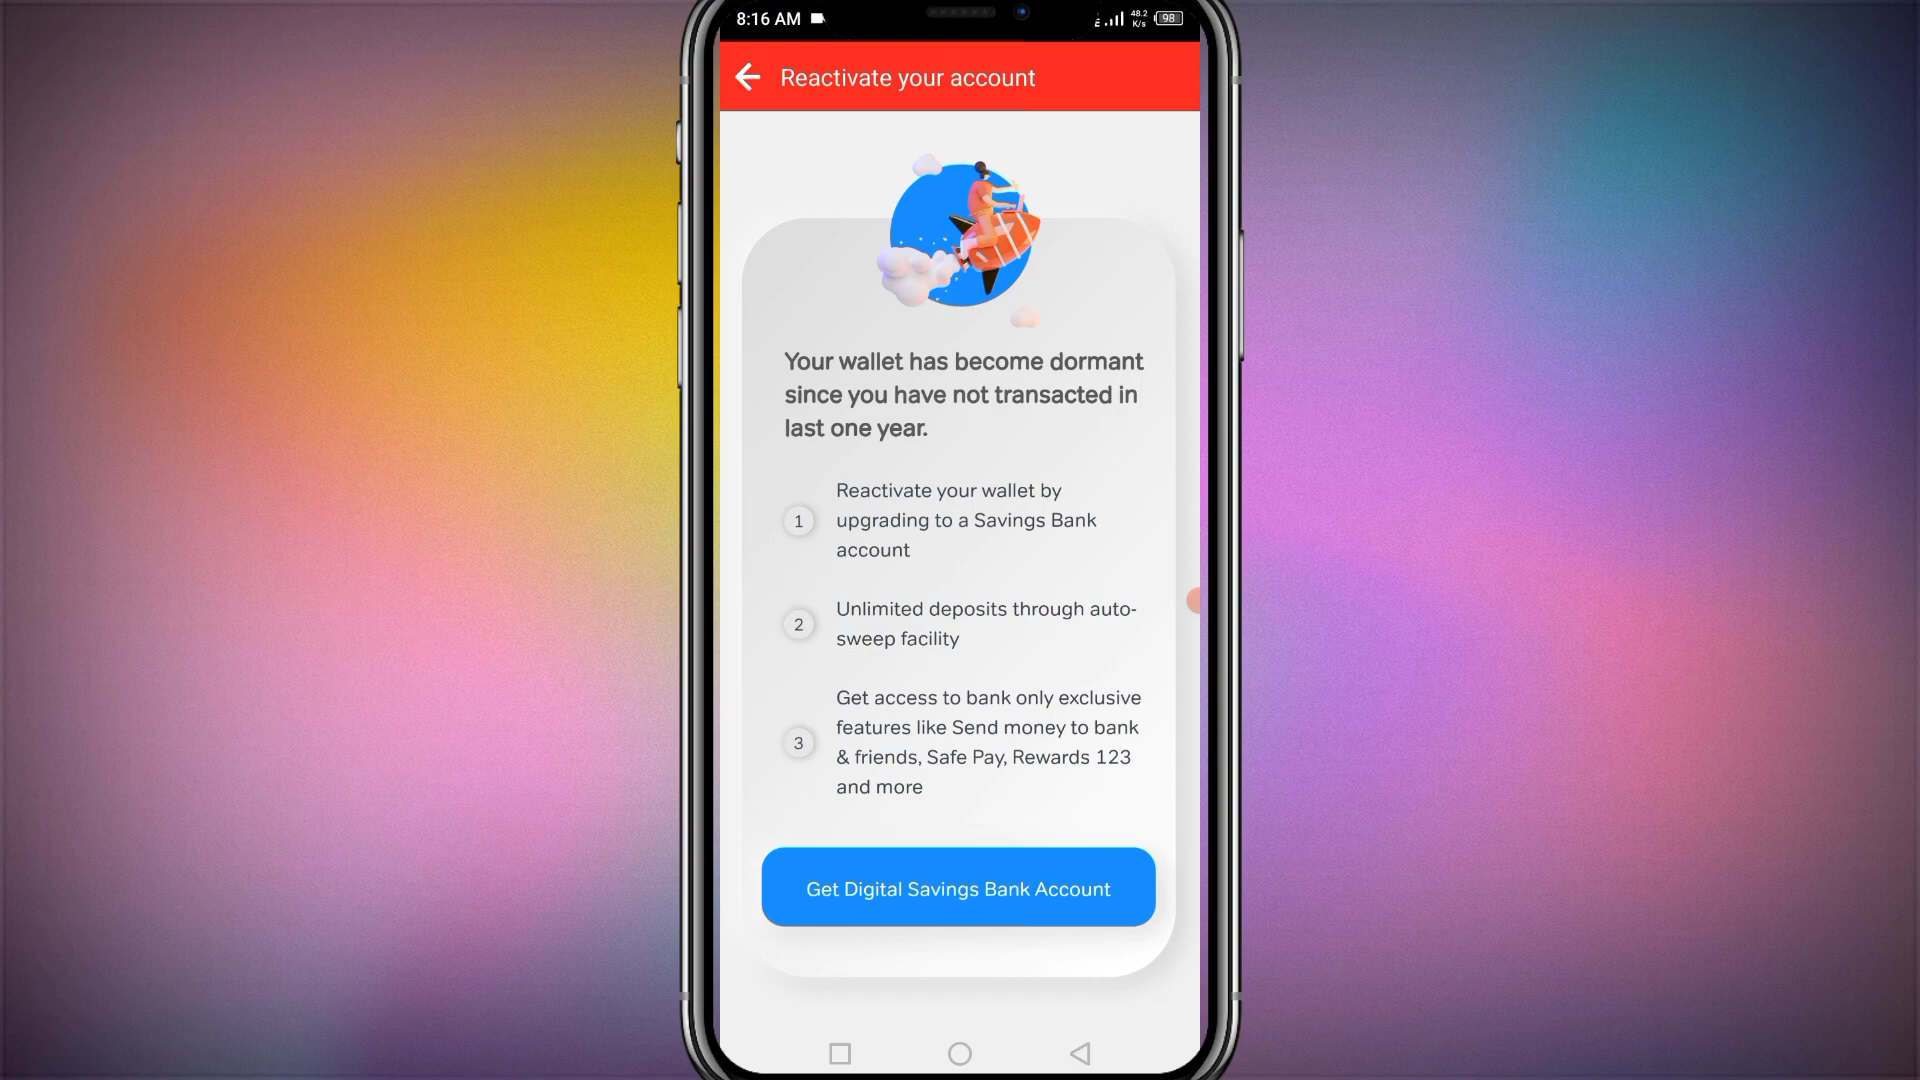 8:16 AM
48.2
K/s
98
Reactivate your account
Your wallet has become dormant
since you have not transacted in
last one year.
1
Reactivate your wallet by
upgrading to a Savings Bank
account
2
Unlimited deposits through auto-
sweep facility
3
Get access to bank only exclusive
features like Send money to bank
& friends, Safe Pay, Rewards 123
and more
Get Digital Savings Bank Account